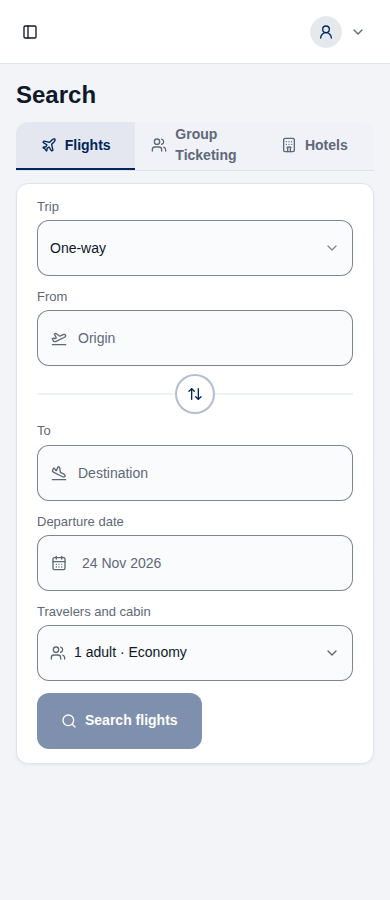 Search
Flights
Group
Ticketing
Hotels
Trip
One-way
From
Origin
To
Destination
Departure date
24 Nov 2026
Travelers and cabin
1 adult · Economy
Search flights